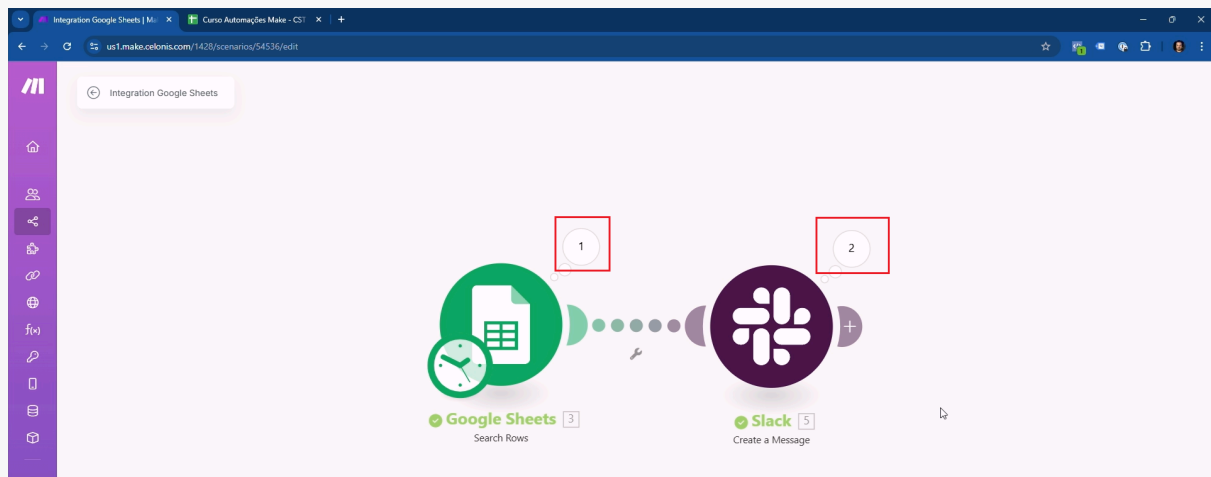 Integration Google Sheets | Ma
Curso Automações Make - CST
us1.make.celonis.com/1428/scenarios/54536/edit
1
Integration Google Sheets
1
2
f(x)
Google Sheets 3
Search Rows
Slack 5
Create a Message